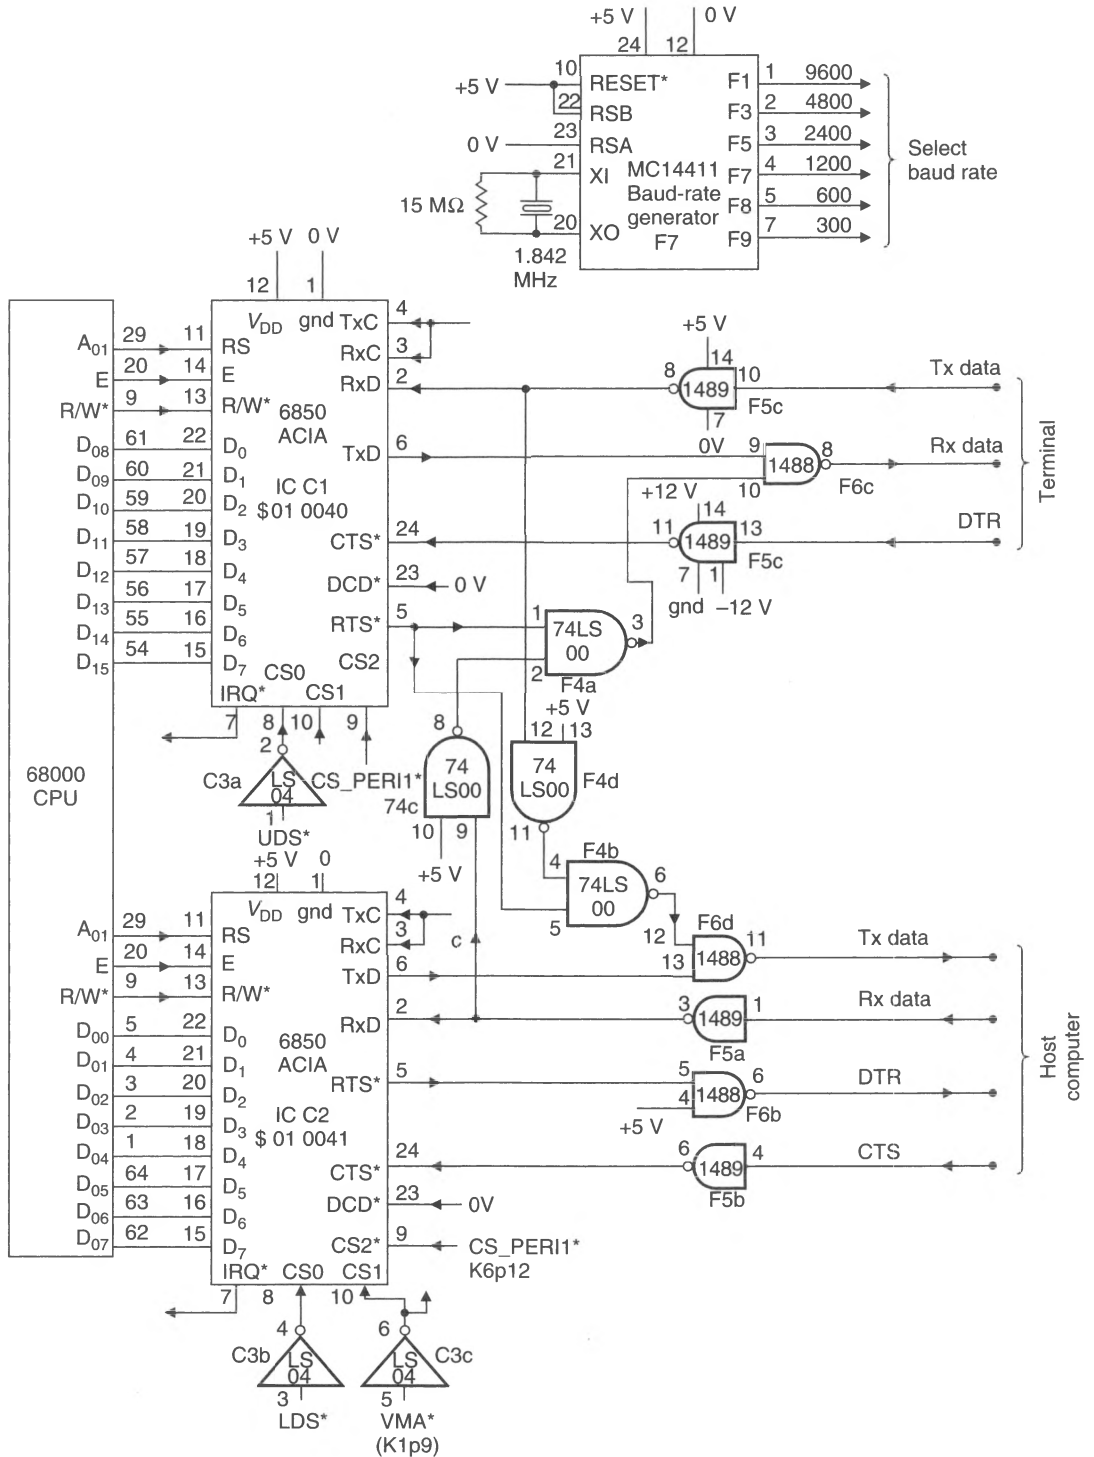 +5 V 0 V
24 12
+5 V 10 RESET* F1 1 9600
22 RSB F3 2 4800
0 V 23 RSA F5 3 2400
21 XI MC14411 F7 4 1200
Baud-rate
generator
F7
15 MΩ
20 XO F8 5 600
F9 7 300
1.842
MHz
Select
baud rate
+5 V 0 V
12 1
V_DD gnd TxC 4
A01 29 11 RS RxC 3
E 20 14 E RxD 2
R/W* 9 13 R/W*
6850
ACIA
D08 61 22 D0 TxD 6
D09 60 21 D1
D10 59 20 D2
IC C1
$ 01 0040
D11 58 19 D3 CTS* 24
D12 57 18 D4 DCD* 23 0 V
D13 56 17 D5
D14 55 16 D6 RTS* 5
D15 54 15 D7 CS2
IRQ* CS0 CS1
7 8 10 9
2
C3a LS 04 CS_PERI1*
1
UDS*
68000
CPU
+5 V
8 14 1489 10 Tx data
7 F5c
0V 9 1488 8 Rx data
10 F6c
+12 V
11 14 1489 13 DTR
7 1 F5c
gnd –12 V
Terminal
1 74LS 00 3
2 F4a
+5 V
8 74 LS00 74c
10 9
+5 V
12 13
74 LS00 F4d
11
F4b
4 74LS 00 6
5
+5 V 0
12 1
V_DD gnd TxC 4
A01 29 11 RS RxC 3 c
E 20 14 E TxD 6
R/W* 9 13 R/W*
D00 5 22 D0 RxD 2
6850
ACIA
D01 4 21 D1
D02 3 20 D2 RTS* 5
D03 2 19 D3
IC C2
$ 01 0041
D04 1 18 D4 CTS* 24
D05 64 17 D5
D06 63 16 D6 DCD* 23 0V
D07 62 15 D7 CS2* 9 CS_PERI1*
K6p12
IRQ* CS0 CS1
7 8 10
4 6
C3b LS 04 LS 04 C3c
3 5
LDS* VMA*
(K1p9)
F6d
12 13 1488 11 Tx data
3 1489 1 Rx data
F5a
5 1488 6 DTR
4 F6b
+5 V
6 1489 4 CTS
F5b
Host
computer